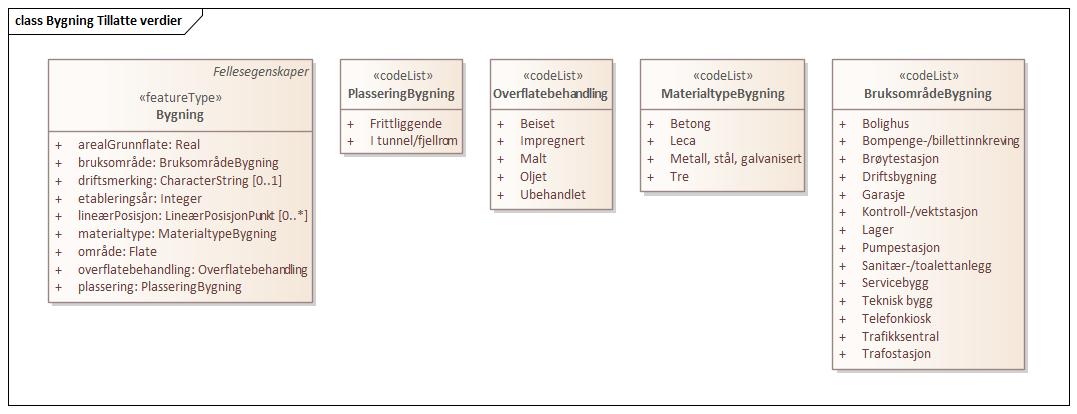 class Bygning Tillatte verdier
Fellesegenskaper
«featureType»
Bygning
+ arealGrunnflate: Real
+ bruksområde: BruksområdeBygning
+ driftsmerking: CharacterString [0..1]
+ etableringsår: Integer
+ lineærPosisjon: LineærPosisjonPunkt [0..*]
+ materialtype: MaterialtypeBygning
+ område: Flate
+ overflatebehandling: Overflatebehandling
+ plassering: PlasseringBygning
«codeList»
PlasseringBygning
+ Frittliggende
+ I tunnel/fjellrom
«codeList»
Overflatebehandling
+ Beiset
+ Impregnert
+ Malt
+ Oljet
+ Ubehandlet
«codeList»
MaterialtypeBygning
+ Betong
+ Leca
+ Metall, stål, galvanisert
+ Tre
«codeList»
BruksområdeBygning
+ Bolighus
+ Bompenge-/billettinnkreving
+ Brøytestasjon
+ Driftsbygning
+ Garasje
+ Kontroll-/vektstasjon
+ Lager
+ Pumpestasjon
+ Sanitær-/toalettanlegg
+ Servicebygg
+ Teknisk bygg
+ Telefonkiosk
+ Trafikksentral
+ Trafostasjon